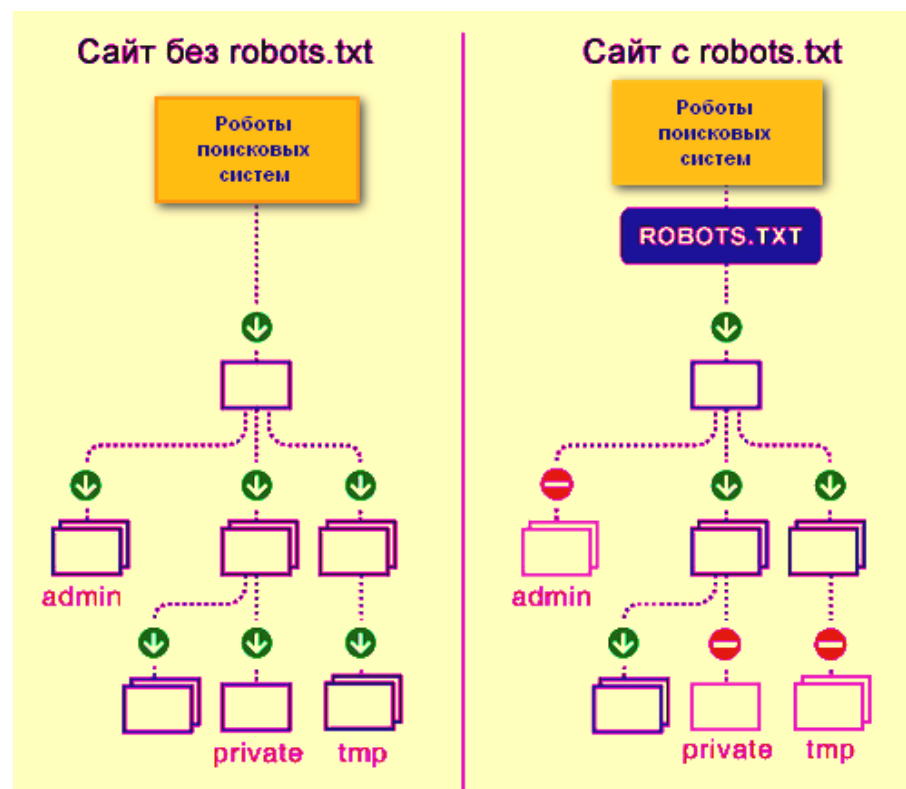 Сайт без robots.txt
Роботы
поисковых
систем
admin
private
tmp
Сайт с robots.txt
Роботы
поисковых
систем
ROBOTS.TXT
admin
private
tmp